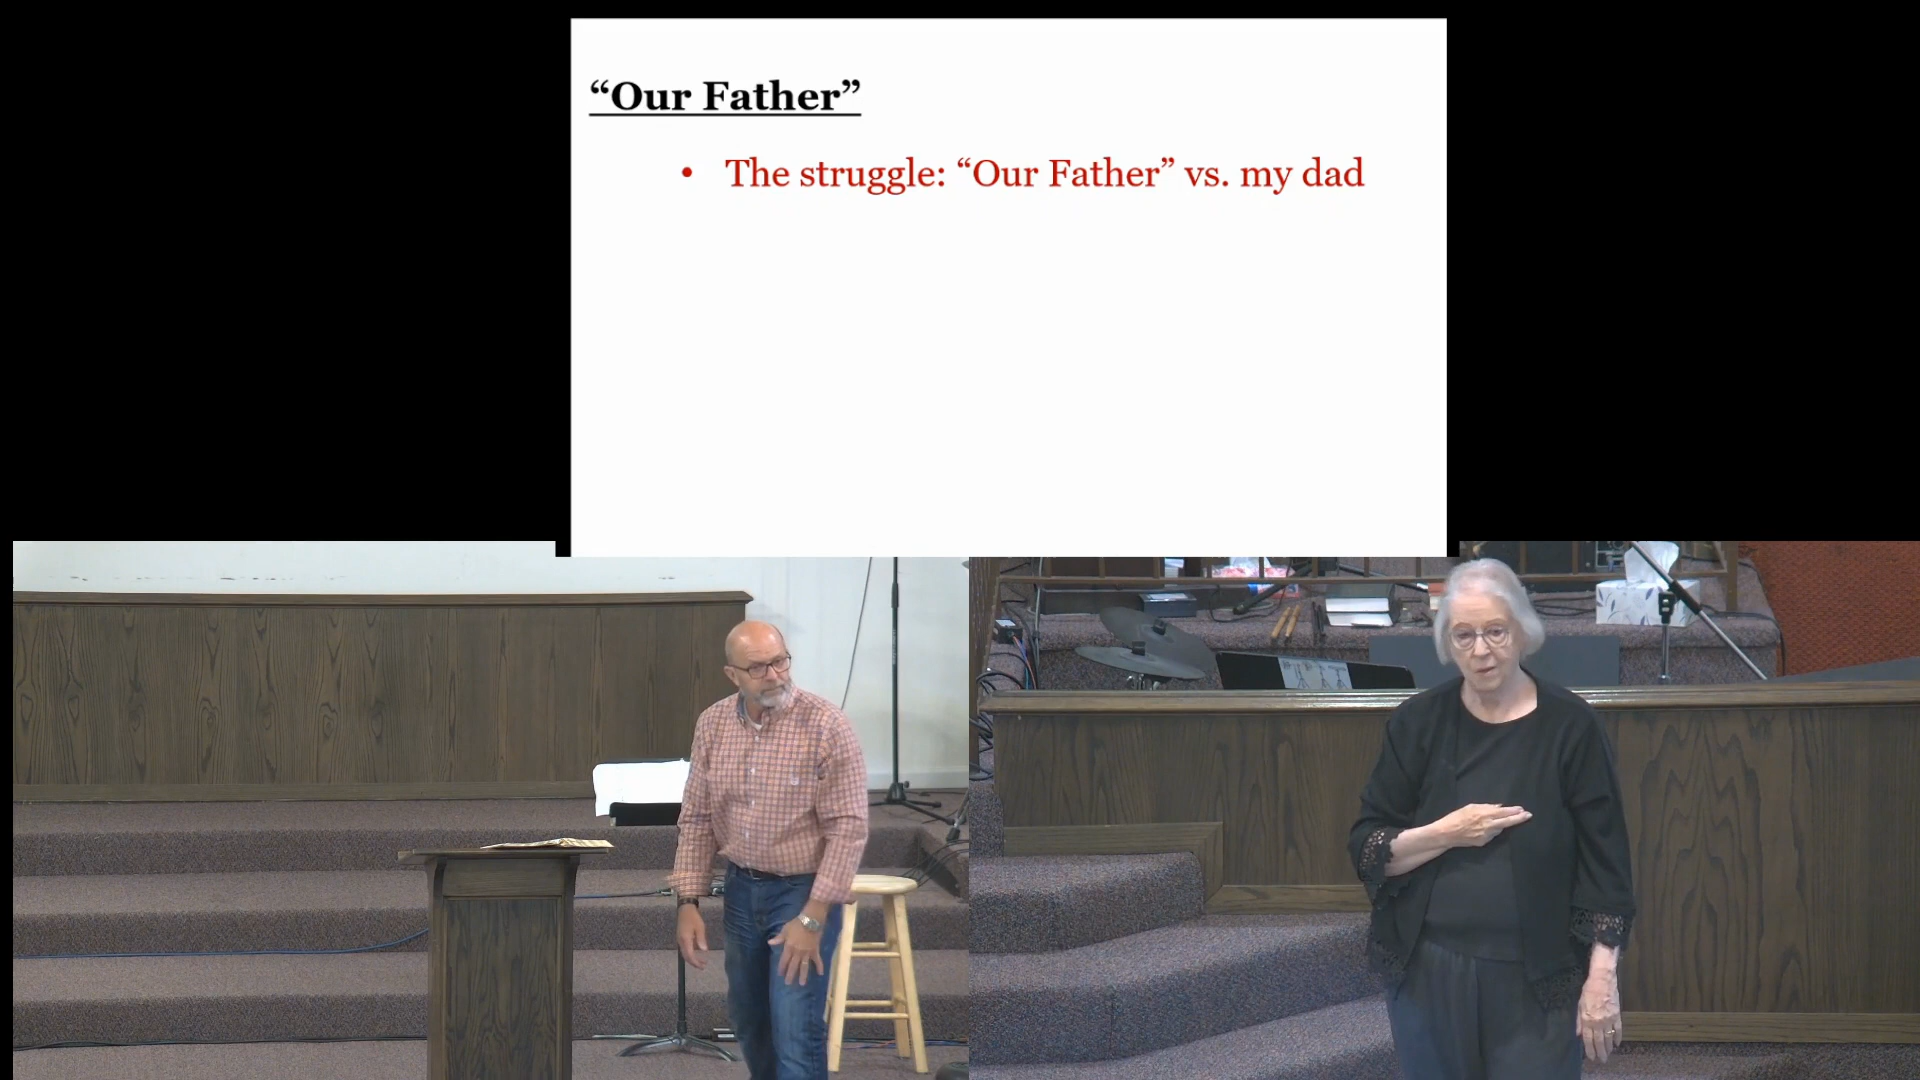 “Our Father”
• The struggle: “Our Father” vs. my dad